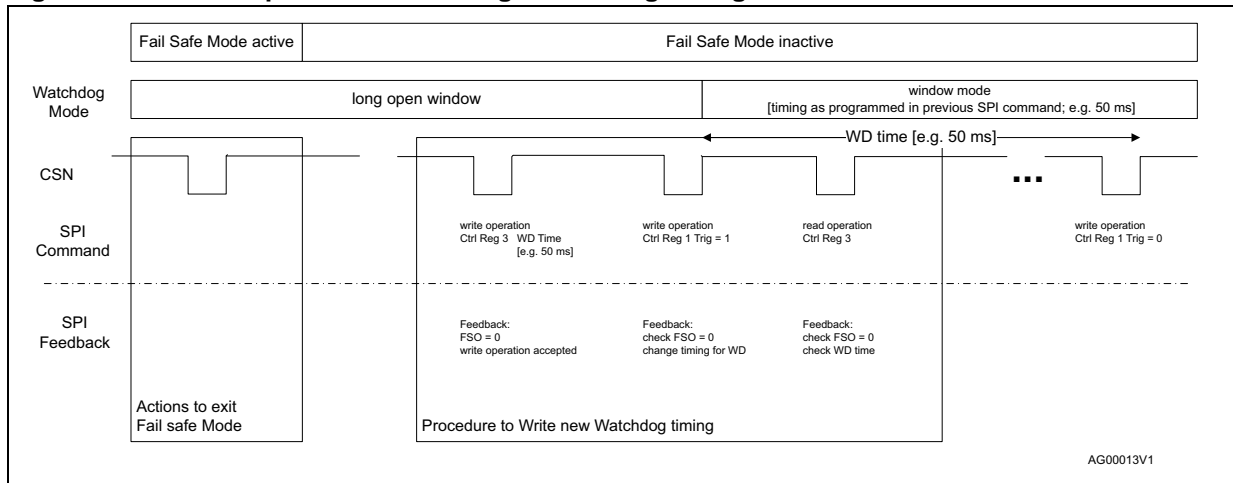 Fail Safe Mode active
Fail Safe Mode inactive
Watchdog
Mode
long open window
window mode
[timing as programmed in previous SPI command; e.g. 50 ms]
WD time [e.g. 50 ms]
CSN
...
SPI
Command
write operation
Ctrl Reg 3 WD Time
[e.g. 50 ms]
write operation
Ctrl Reg 1 Trig = 1
read operation
Ctrl Reg 3
write operation
Ctrl Reg 1 Trig = 0
SPI
Feedback
Feedback:
FSO = 0
write operation accepted
Feedback:
check FSO = 0
change timing for WD
Feedback:
check FSO = 0
check WD time
Actions to exit
Fail safe Mode
Procedure to Write new Watchdog timing
AG00013V1